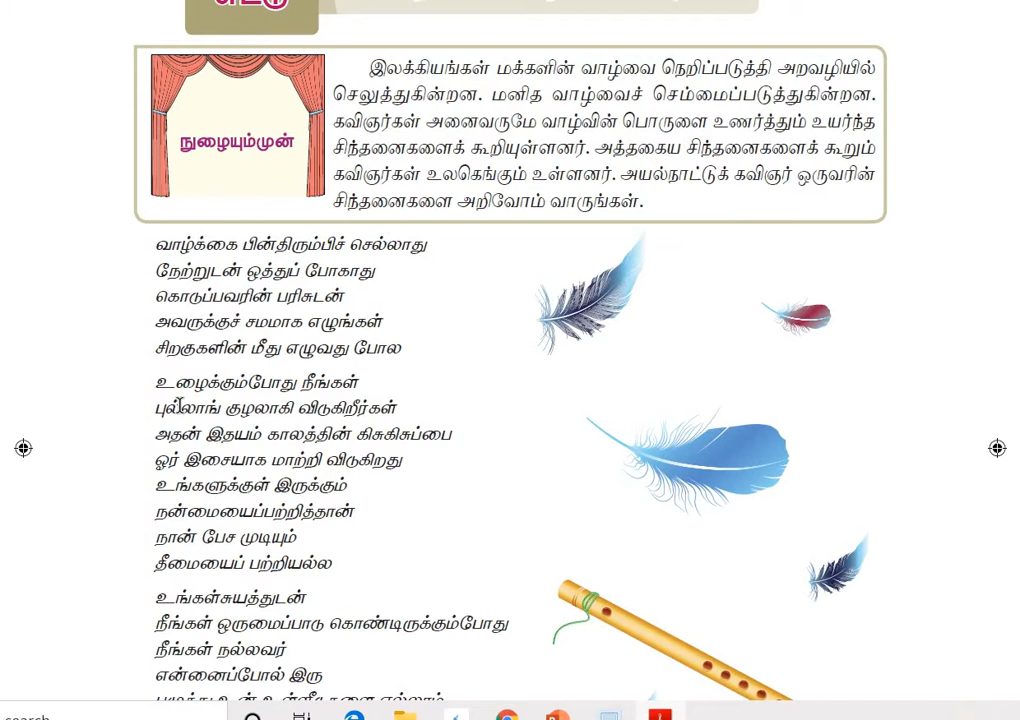 நுழையும்முன்
இலக்கியங்கள் மக்களின் வாழ்வை நெறிப்படுத்தி அறவழியில்
செலுத்துகின்றன. மனித வாழ்வைச் செம்மைப்படுத்துகின்றன.
கவிஞர்கள் அனைவருமே வாழ்வின் பொருளை உணர்த்தும் உயர்ந்த
சிந்தனைகளைக் கூறியுள்ளனர். அத்தகைய சிந்தனைகளைக் கூறும்
கவிஞர்கள் உலகெங்கும் உள்ளனர். அயல்நாட்டுக் கவிஞர் ஒருவரின்
சிந்தனைகளை அறிவோம் வாருங்கள்.
வாழ்க்கை பின்திரும்பிச் செல்லாது
நேற்றுடன் ஒத்துப் போகாது
கொடுப்பவரின் பரிசுடன்
அவருக்குச் சமமாக எழுங்கள்
சிறகுகளின் மீது எழுவது போல
உழைக்கும்போது நீங்கள்
புல்லாங் குழலாகி விடுகிறீர்கள்
அதன் இதயம் காலத்தின் கிசுகிசுப்பை
ஓர் இசையாக மாற்றி விடுகிறது
உங்களுக்குள் இருக்கும்
நன்மையைப்பற்றித்தான்
நான் பேச முடியும்
தீமையைப் பற்றியல்ல
உங்கள்சுயத்துடன்
நீங்கள் ஒருமைப்பாடு கொண்டிருக்கும்போது
நீங்கள் நல்லவர்
என்னைப்போல் இரு
search